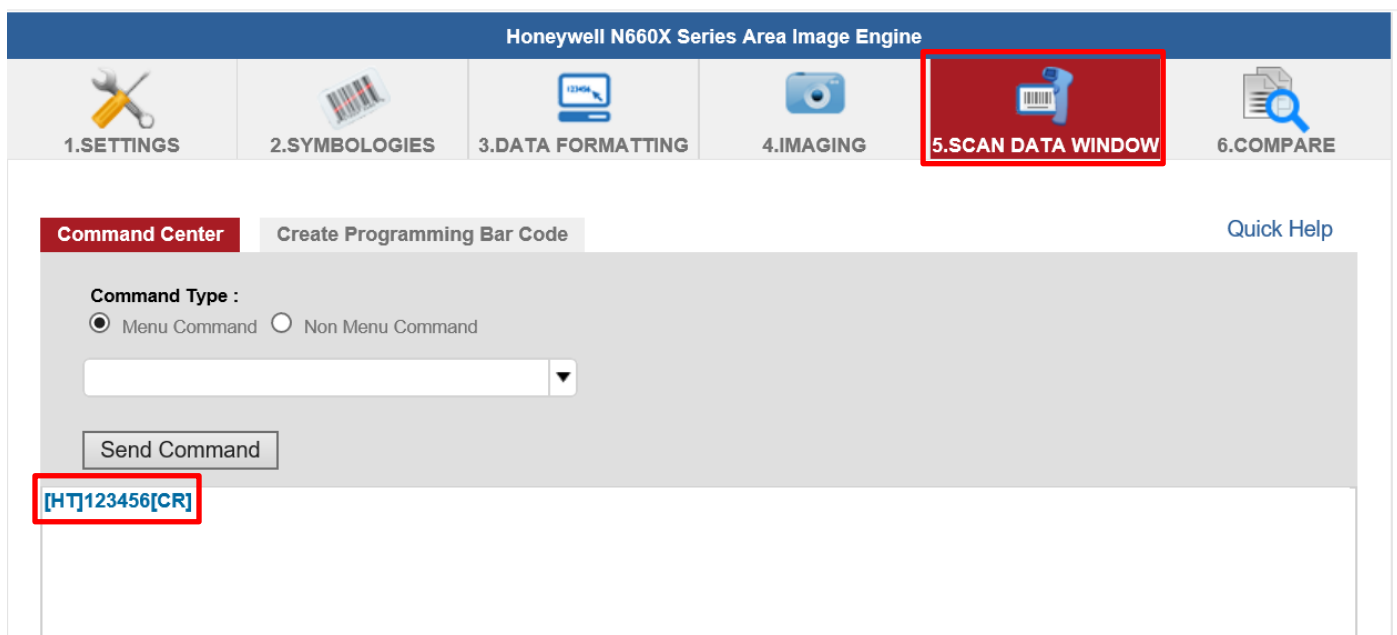 Honeywell N660X Series Area Image Engine
123456
1.SETTINGS 2.SYMBOLOGIES 3.DATA FORMATTING 4.IMAGING 5.SCAN DATA WINDOW 6.COMPARE
Command Center Create Programming Bar Code Quick Help
Command Type :
Menu Command Non Menu Command
Send Command
[HT]123456[CR]